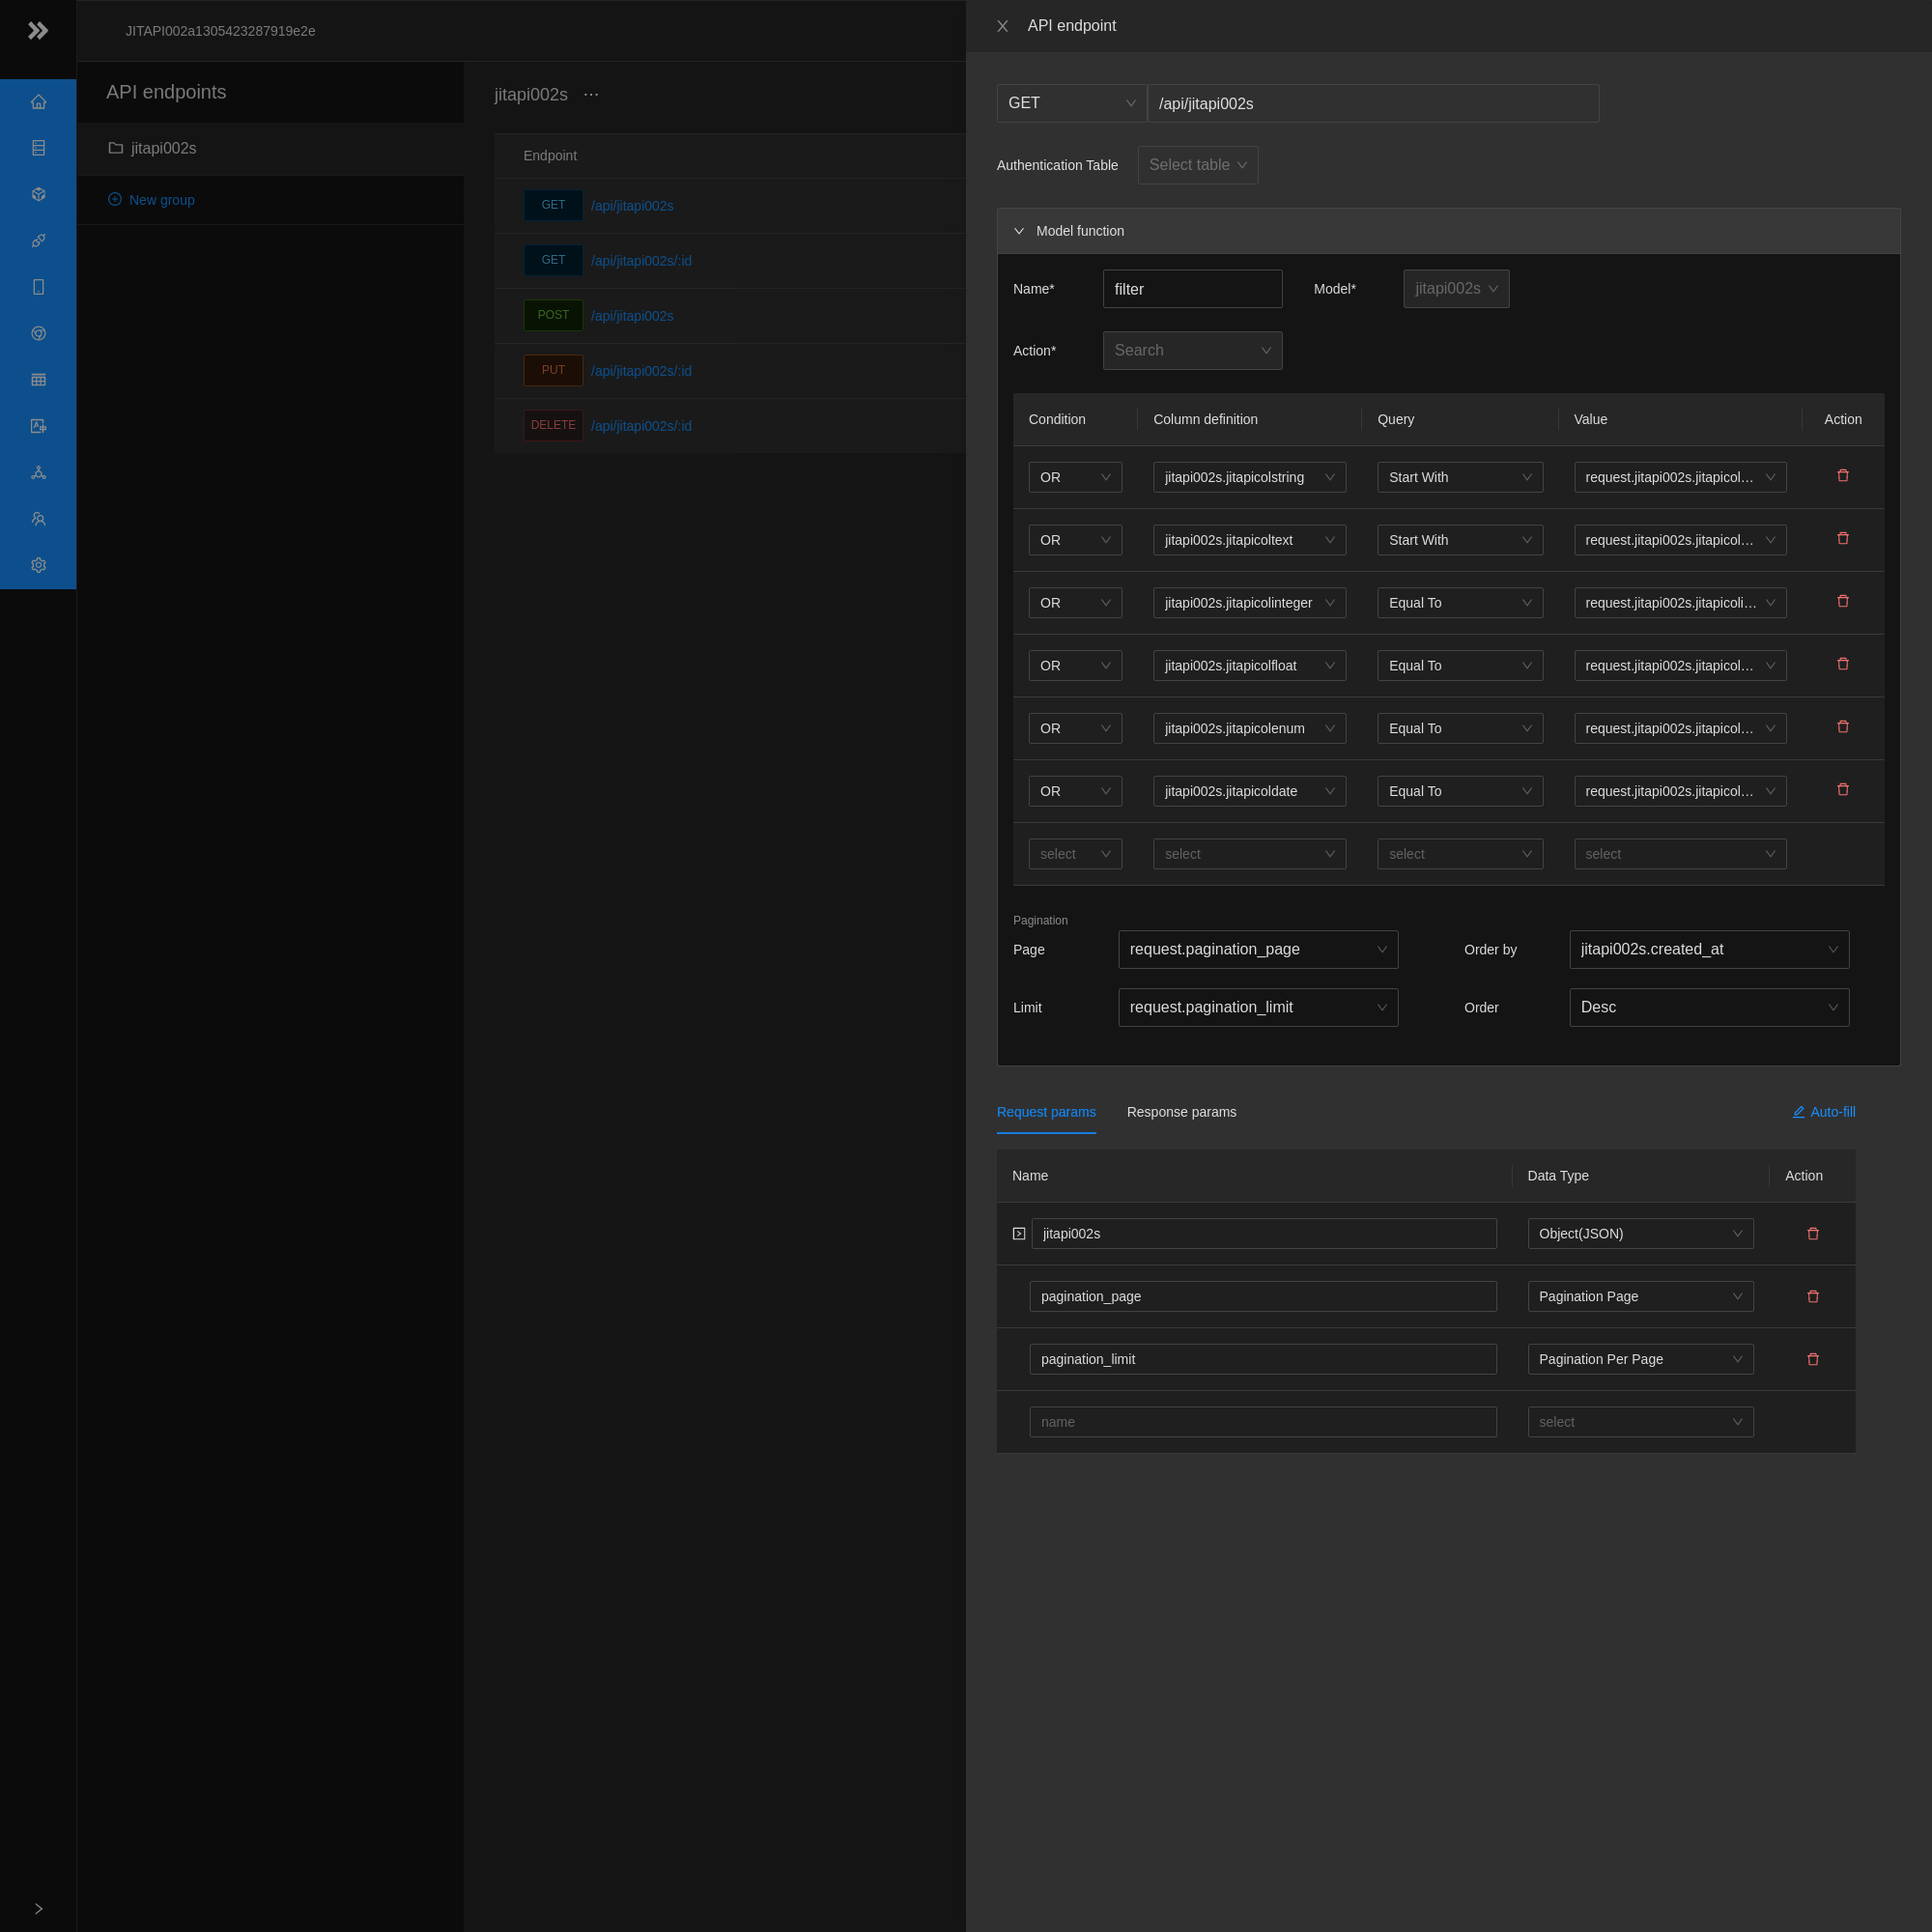 JITAPI002a1305423287919e2e
API endpoints
jitapi002s
New group
jitapi002s ...
Endpoint
GET /api/jitapi002s
GET /api/jitapi002s/:id
POST /api/jitapi002s
PUT /api/jitapi002s/:id
DELETE /api/jitapi002s/:id
API endpoint
GET /api/jitapi002s
Authentication Table Select table
Model function
Name* filter Model* jitapi002s
Action* Search
Condition Column definition Query Value Action
OR jitapi002s.jitapicolstring Start With request.jitapi002s.jitapicol…
OR jitapi002s.jitapicoltext Start With request.jitapi002s.jitapicol…
OR jitapi002s.jitapicolinteger Equal To request.jitapi002s.jitapicoli…
OR jitapi002s.jitapicolfloat Equal To request.jitapi002s.jitapicol…
OR jitapi002s.jitapicolenum Equal To request.jitapi002s.jitapicol…
OR jitapi002s.jitapicoldate Equal To request.jitapi002s.jitapicol…
select select select select
Pagination
Page request.pagination_page Order by jitapi002s.created_at
Limit request.pagination_limit Order Desc
Request params Response params Auto-fill
Name Data Type Action
jitapi002s Object(JSON)
pagination_page Pagination Page
pagination_limit Pagination Per Page
name select